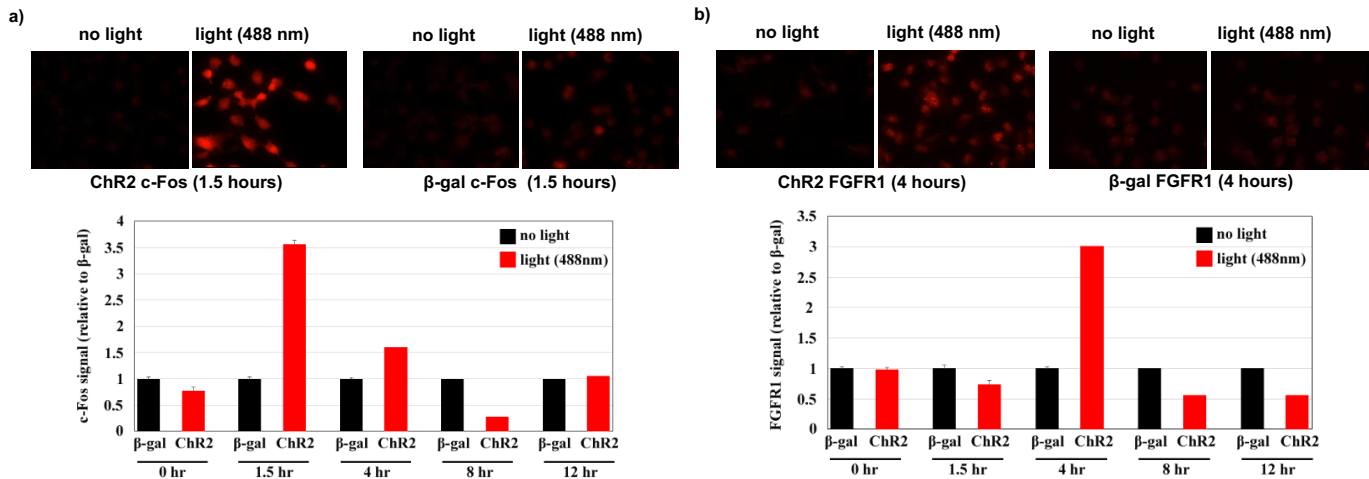 a)
no light
light (488 nm)
no light
light (488 nm)
ChR2 c-Fos (1.5 hours)
β-gal c-Fos (1.5 hours)
c-Fos signal (relative to β-gal)
4
3.5
3
2.5
2
1.5
1
0.5
0
no light
light (488nm)
β-gal ChR2 β-gal ChR2 β-gal ChR2 β-gal ChR2 β-gal ChR2
0 hr 1.5 hr 4 hr 8 hr 12 hr
b)
no light
light (488 nm)
no light
light (488 nm)
ChR2 FGFR1 (4 hours)
β-gal FGFR1 (4 hours)
FGFR1 signal (relative to β-gal)
3.5
3
2.5
2
1.5
1
0.5
0
no light
light (488nm)
β-gal ChR2 β-gal ChR2 β-gal ChR2 β-gal ChR2 β-gal ChR2
0 hr 1.5 hr 4 hr 8 hr 12 hr